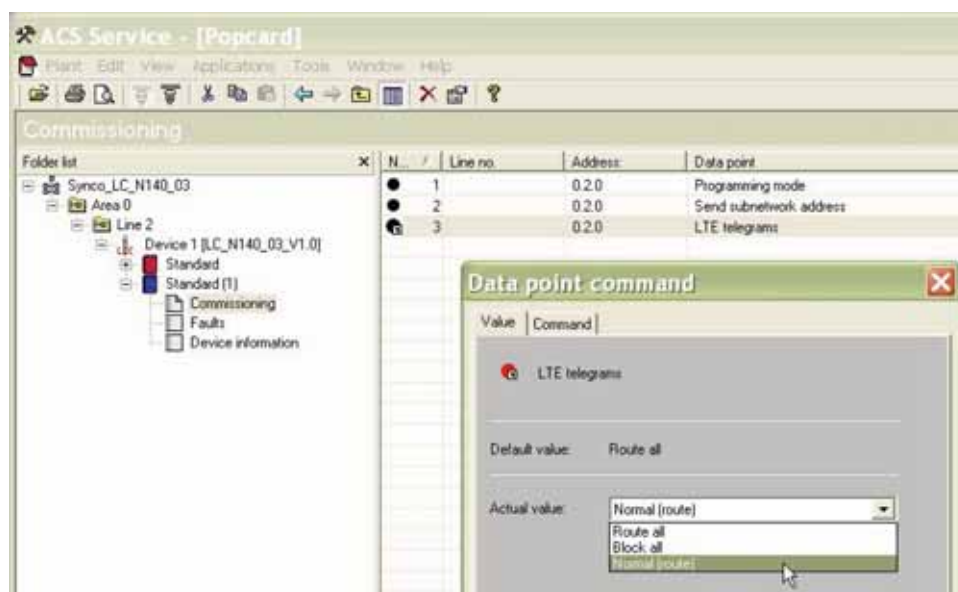 ACS Service - [Popcard]
Plant Edit View Applications Tools Window Help
Commissioning
Folder list
N... Line no. Address: Data point
Synco_LC_N140_03
Area 0
Line 2
Device 1 [LC_N140_03_V1.0]
Standard
Standard (1)
Commissioning
Faults
Device information
1 0.2.0 Programming mode
2 0.2.0 Send subnetwork address
3 0.2.0 LTE telegrams
Data point command
Value Command
LTE telegrams
Default value: Route all
Actual value: Normal (route)
Route all
Block all
Normal (route)